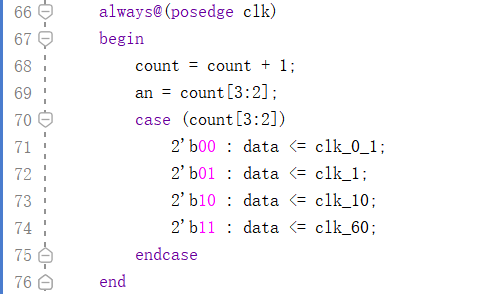 66 always@(posedge clk)
67 begin
68 count = count + 1;
69 an = count[3:2];
70 case (count[3:2])
71 2'b00 : data <= clk_0_1;
72 2'b01 : data <= clk_1;
73 2'b10 : data <= clk_10;
74 2'b11 : data <= clk_60;
75 endcase
76 end